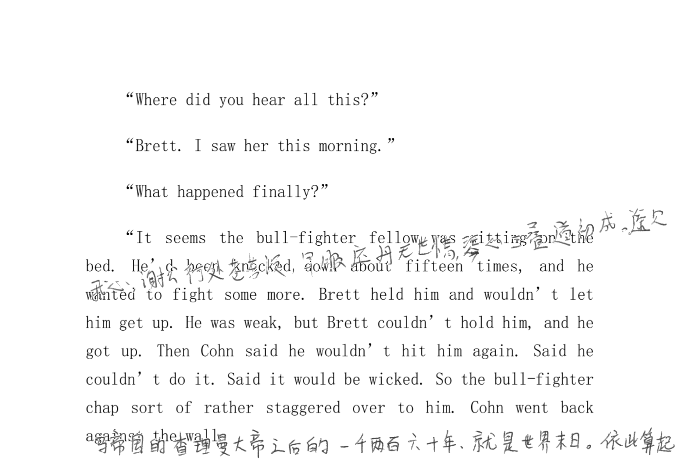 “Where did you hear all this?”
“Brett. I saw her this morning.”
“What happened finally?”
“It seems the bull-fighter fellow was sitting on the
bed. He’d been knocked down about fifteen times, and he
wanted to fight some more. Brett held him and wouldn’t let
him get up. He was weak, but Brett couldn’t hold him, and he
got up. Then Cohn said he wouldn’t hit him again. Said he
couldn’t do it. Said it would be wicked. So the bull-fighter
chap sort of rather staggered over to him. Cohn went back
against the wall.
马帝国的查理曼大帝之后的一千两百六十年、就是世界末日。依此算起